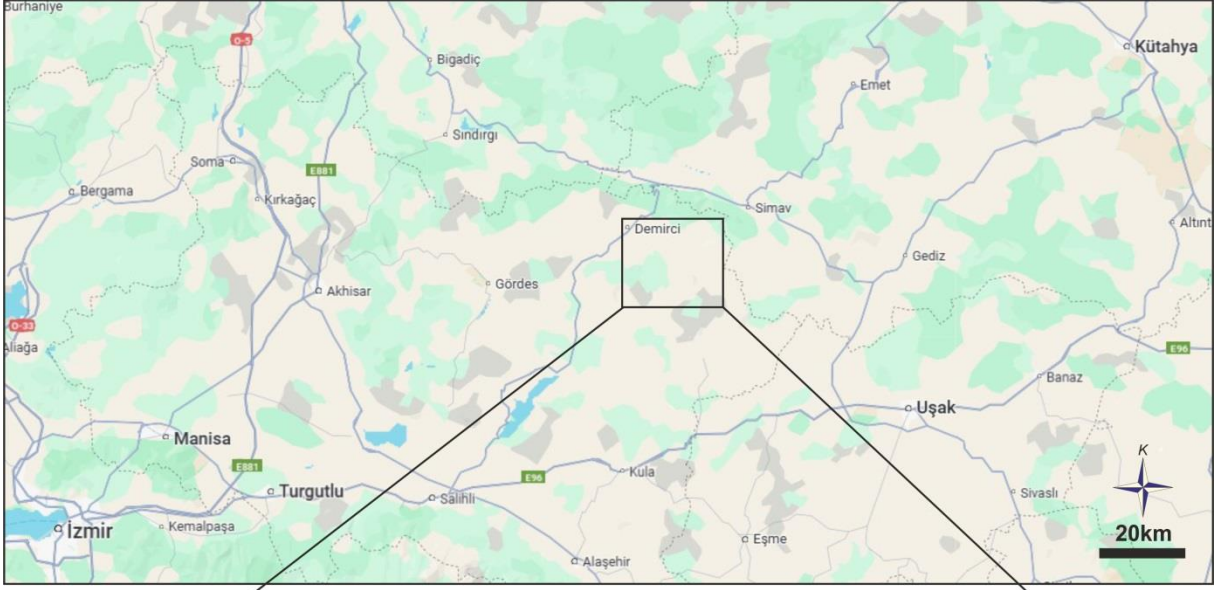 Burhaniye
O-5
Kütahya
Bigadiç
Emet
Sındırgı
Soma
E881
Bergama
Kırkağaç
Simav
Altınt
Demirci
Gediz
Akhisar
Gördes
O-33
Aliağa
E96
Banaz
Uşak
Manisa
K
E881
Kula
E96
Turgutlu
Salihli
Sivaslı
İzmir
Kemalpaşa
20km
Eşme
Alaşehir